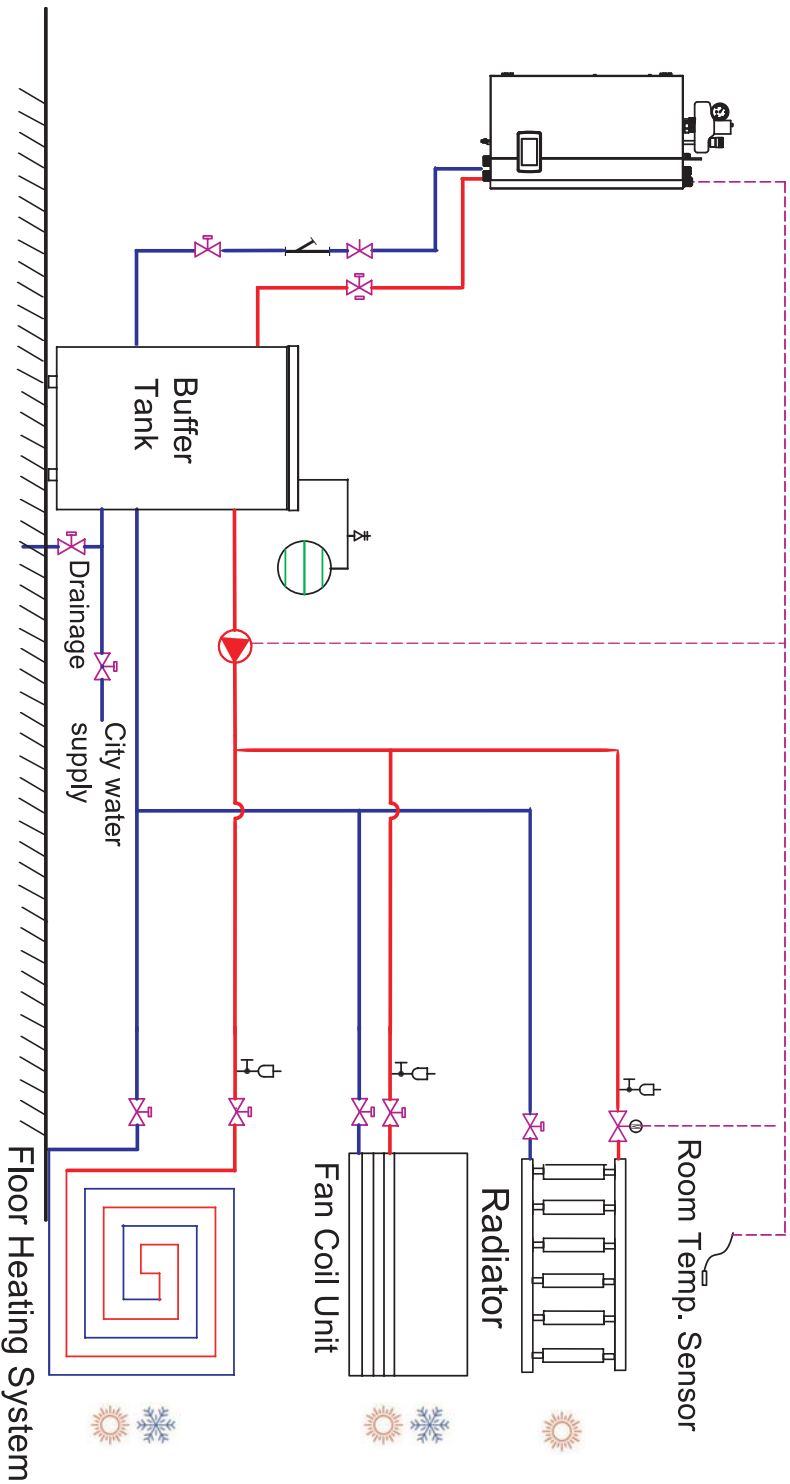 Room Temp. Sensor
Radiator
Fan Coil Unit
Buffer
Tank
Drainage
City water
supply
Floor Heating System